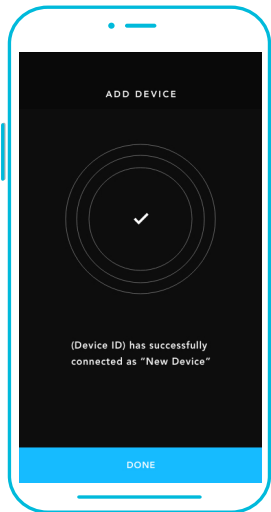 ADD DEVICE
(Device ID) has successfully
connected as “New Device”
DONE